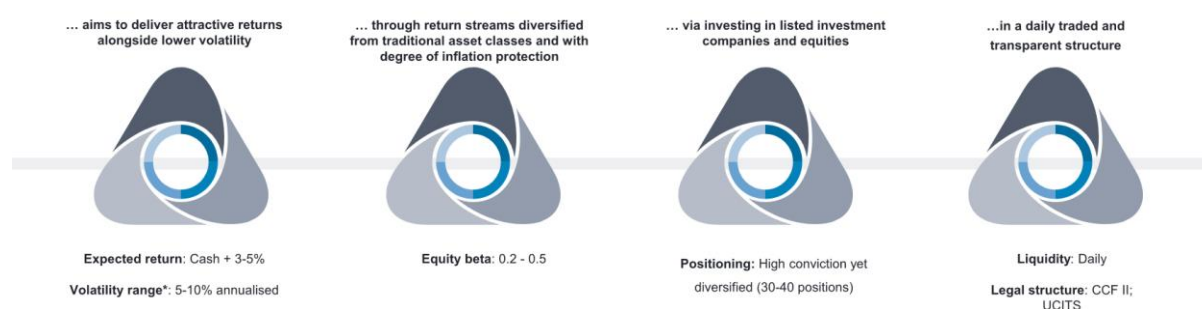 ... aims to deliver attractive returns
alongside lower volatility
... through return streams diversified
from traditional asset classes and with
degree of inflation protection
... via investing in listed investment
companies and equities
...in a daily traded and
transparent structure
Expected return: Cash + 3-5%
Volatility range*: 5-10% annualised
Equity beta: 0.2 - 0.5
Positioning: High conviction yet
diversified (30-40 positions)
Liquidity: Daily
Legal structure: CCF II;
UCITS